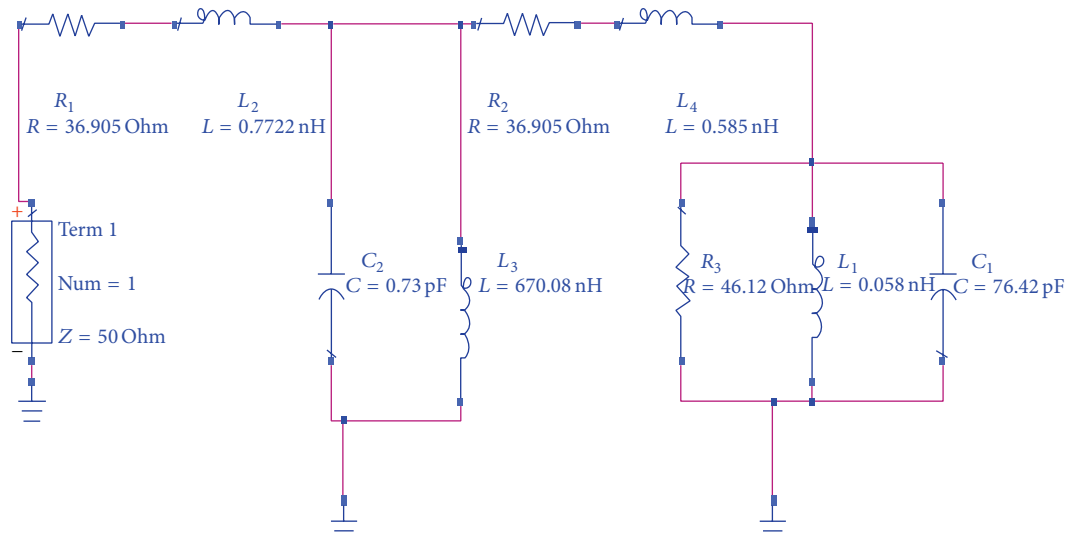 R₁
R = 36.905 Ohm
L₂
L = 0.7722 nH
R₂
R = 36.905 Ohm
L₄
L = 0.585 nH
+
Term 1
Num = 1
Z = 50 Ohm
−
C₂
C = 0.73 pF
L₃
L = 670.08 nH
R₃
R = 46.12 Ohm
L₁
L = 0.058 nH
C₁
C = 76.42 pF